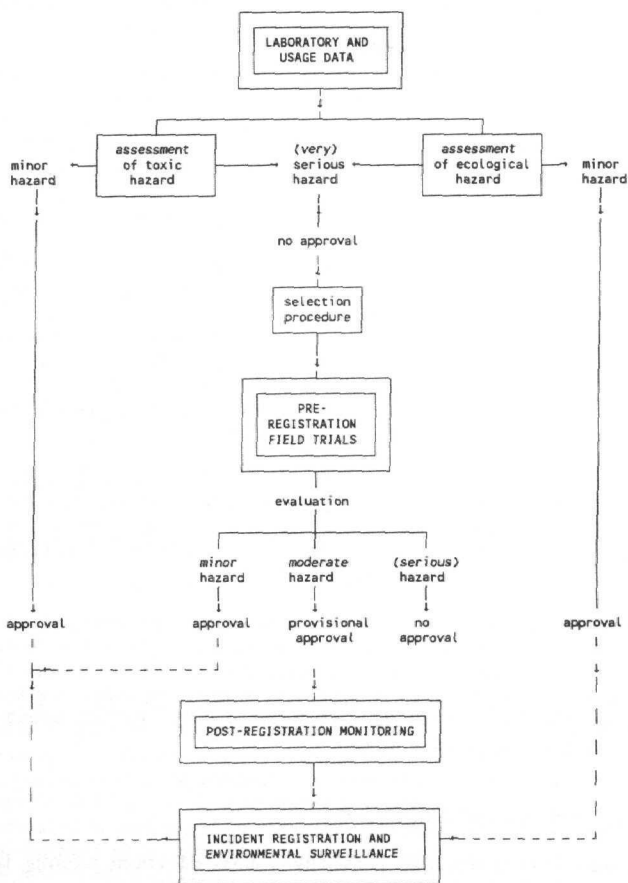 LABORATORY AND
USAGE DATA
minor
hazard
assessment
of toxic
hazard
(very)
serious
hazard
assessment
of ecological
hazard
minor
hazard
no approval
selection
procedure
PRE-
REGISTRATION
FIELD TRIALS
evaluation
minor
hazard
moderate
hazard
(serious)
hazard
approval
approval
provisional
approval
no
approval
approval
POST-REGISTRATION MONITORING
INCIDENT REGISTRATION AND
ENVIRONMENTAL SURVEILLANCE